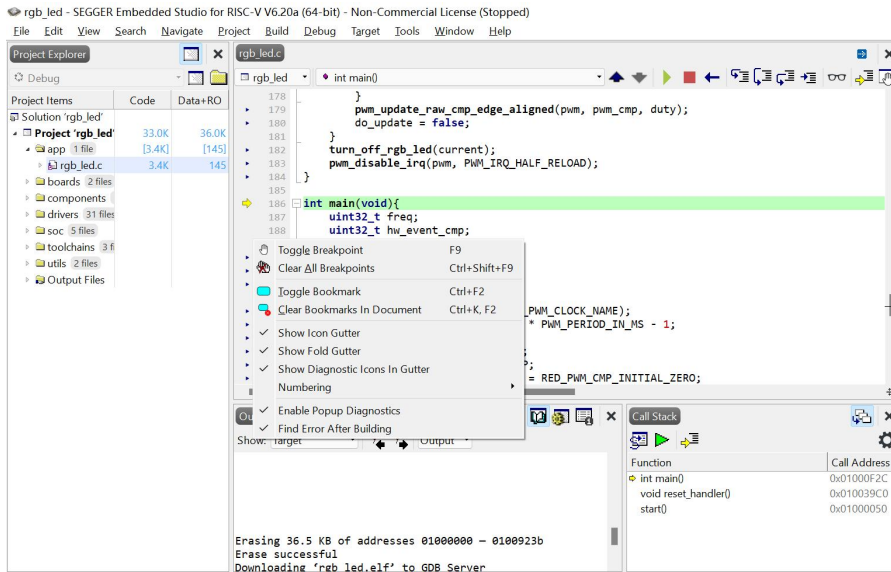 rgb_led - SEGGER Embedded Studio for RISC-V V6.20a (64-bit) - Non-Commercial License (Stopped)
File Edit View Search Navigate Project Build Debug Target Tools Window Help
Project Explorer
Debug
Project Items Code Data+RO
Solution 'rgb_led'
Project 'rgb_led' 33.0K 36.0K
app 1 file [3.4K] [145]
rgb_led.c 3.4K 145
boards 2 files
components
drivers 31 files
soc 5 files
toolchains 3 fi
utils 2 files
Output Files
rgb_led.c
rgb_led int main()
178 }
179 pwm_update_raw_cmp_edge_aligned(pwm, pwm_cmp, duty);
180 do_update = false;
181 }
182 turn_off_rgb_led(current);
183 pwm_disable_irq(pwm, PWM_IRQ_HALF_RELOAD);
184 }
185
186 int main(void){
187 uint32_t freq;
188 uint32_t hw_event_cmp;
_PWM_CLOCK_NAME);
* PWM_PERIOD_IN_MS - 1;
;
P;
= RED_PWM_CMP_INITIAL_ZERO;
Toggle Breakpoint F9
Clear All Breakpoints Ctrl+Shift+F9
Toggle Bookmark Ctrl+F2
Clear Bookmarks In Document Ctrl+K, F2
Show Icon Gutter
Show Fold Gutter
Show Diagnostic Icons In Gutter
Numbering
Enable Popup Diagnostics
Find Error After Building
Ou
Show: Target Output
Erasing 36.5 KB of addresses 01000000 — 0100923b
Erase successful
Downloading 'rgb_led.elf' to GDB Server
Call Stack
Function Call Address
int main() 0x01000F2C
void reset_handler() 0x010039C0
start() 0x01000050